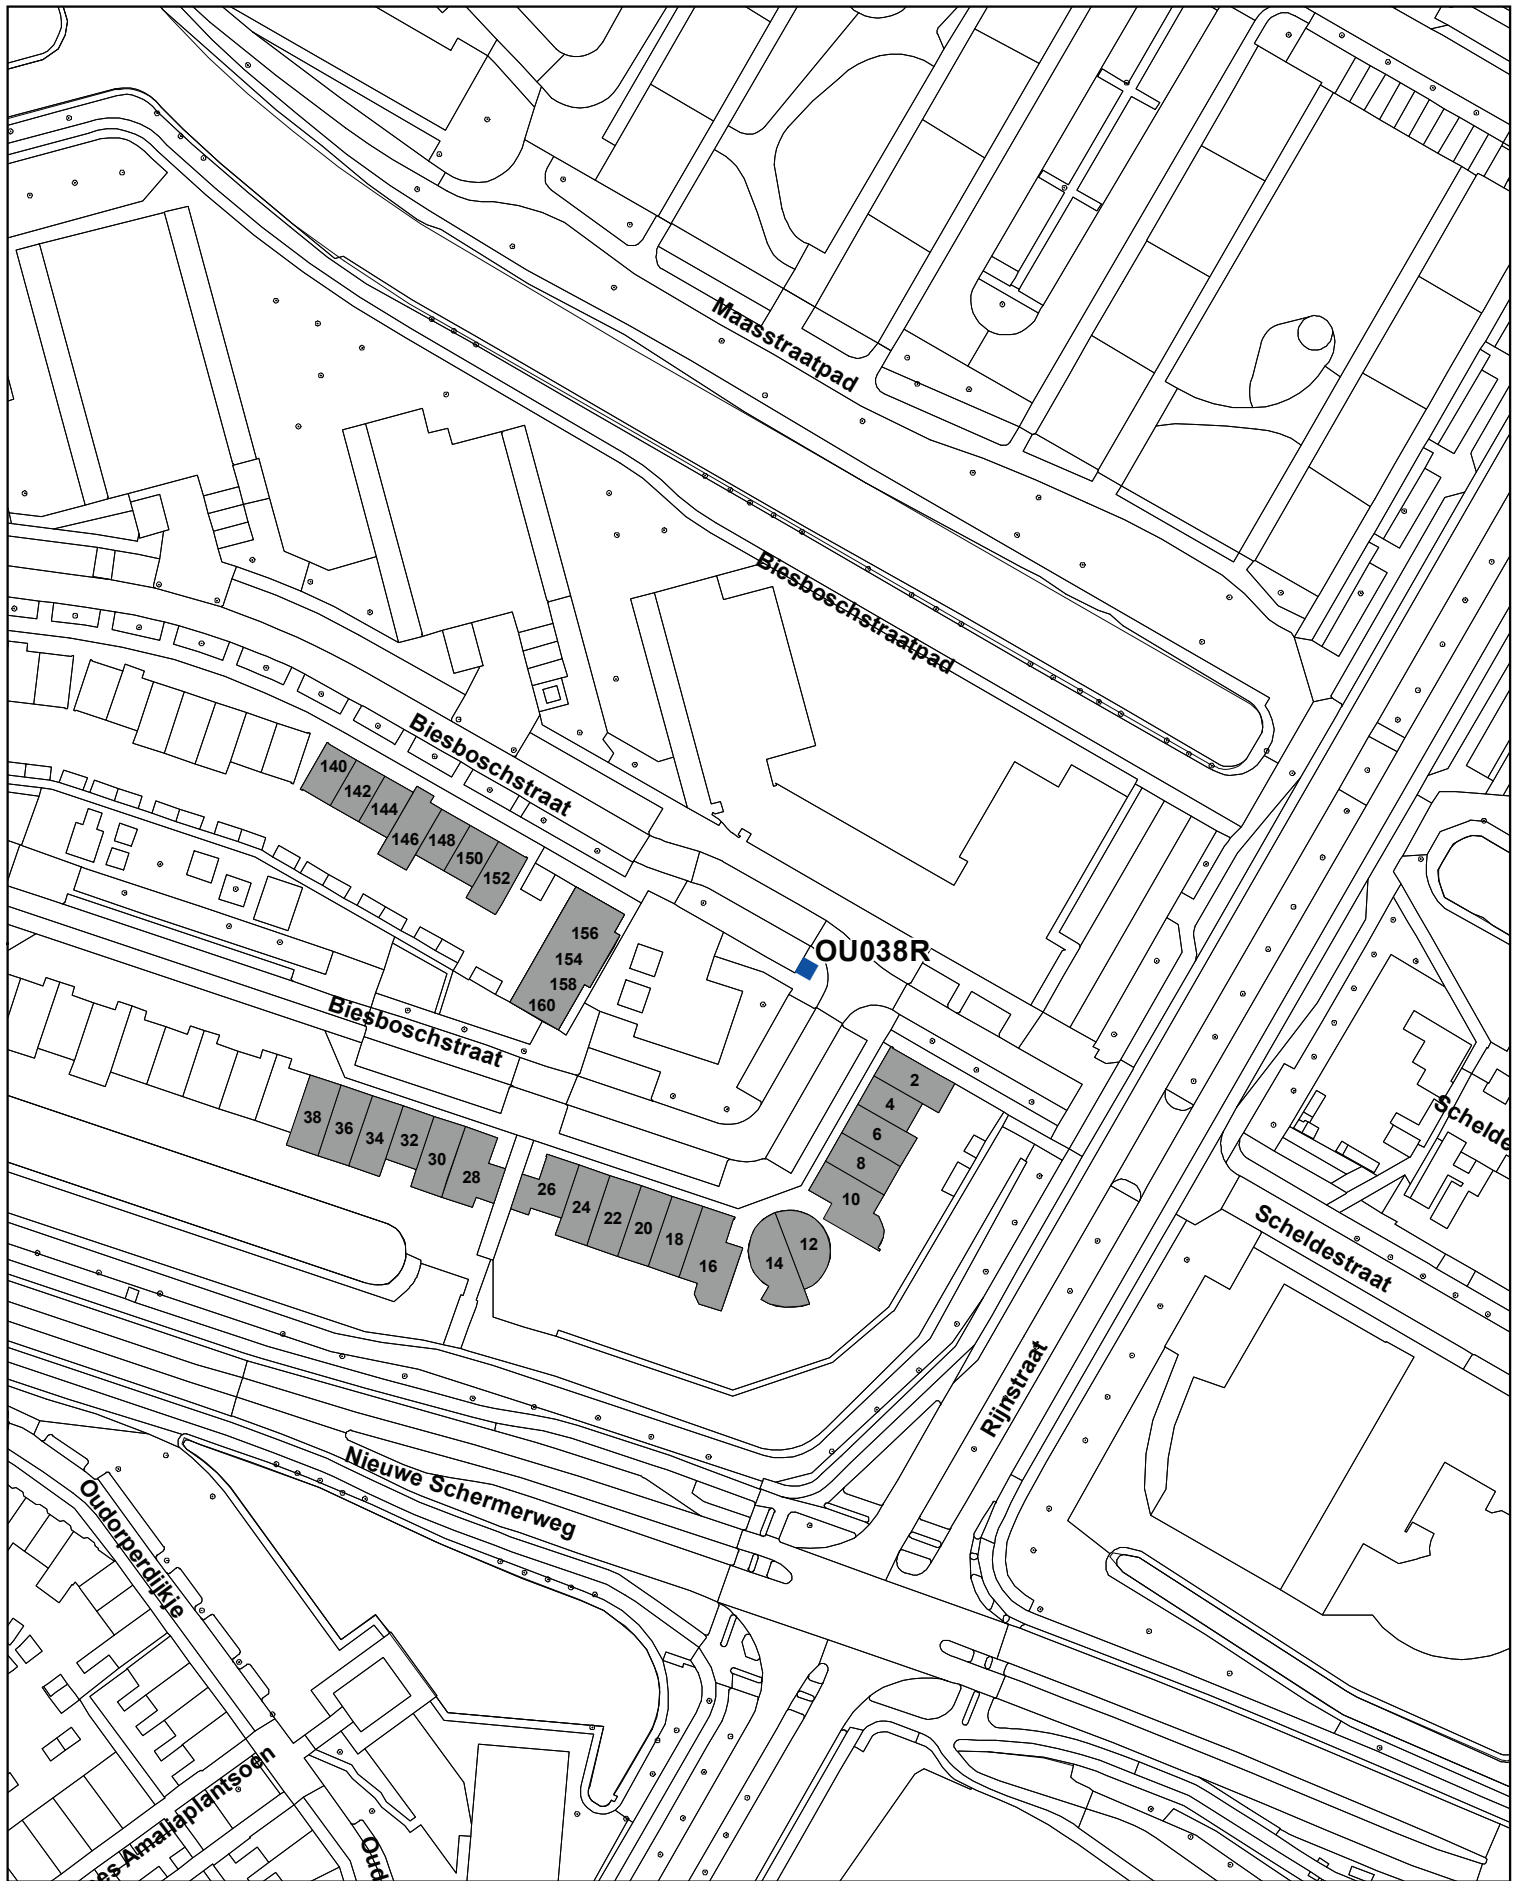 Maasstraatpad
Biesboschstraatpad
Biesboschstraat
140
142
144
146
148
150
152
156
154
158
160
OU038R
Biesboschstraat
2
4
6
8
10
12
14
38
36
34
32
30
28
26
24
22
20
18
16
Schelde
Scheldestraat
Rijnstraat
Nieuwe Schermerweg
Oudorperdijkje
es Amaliaplantsoen
Oud